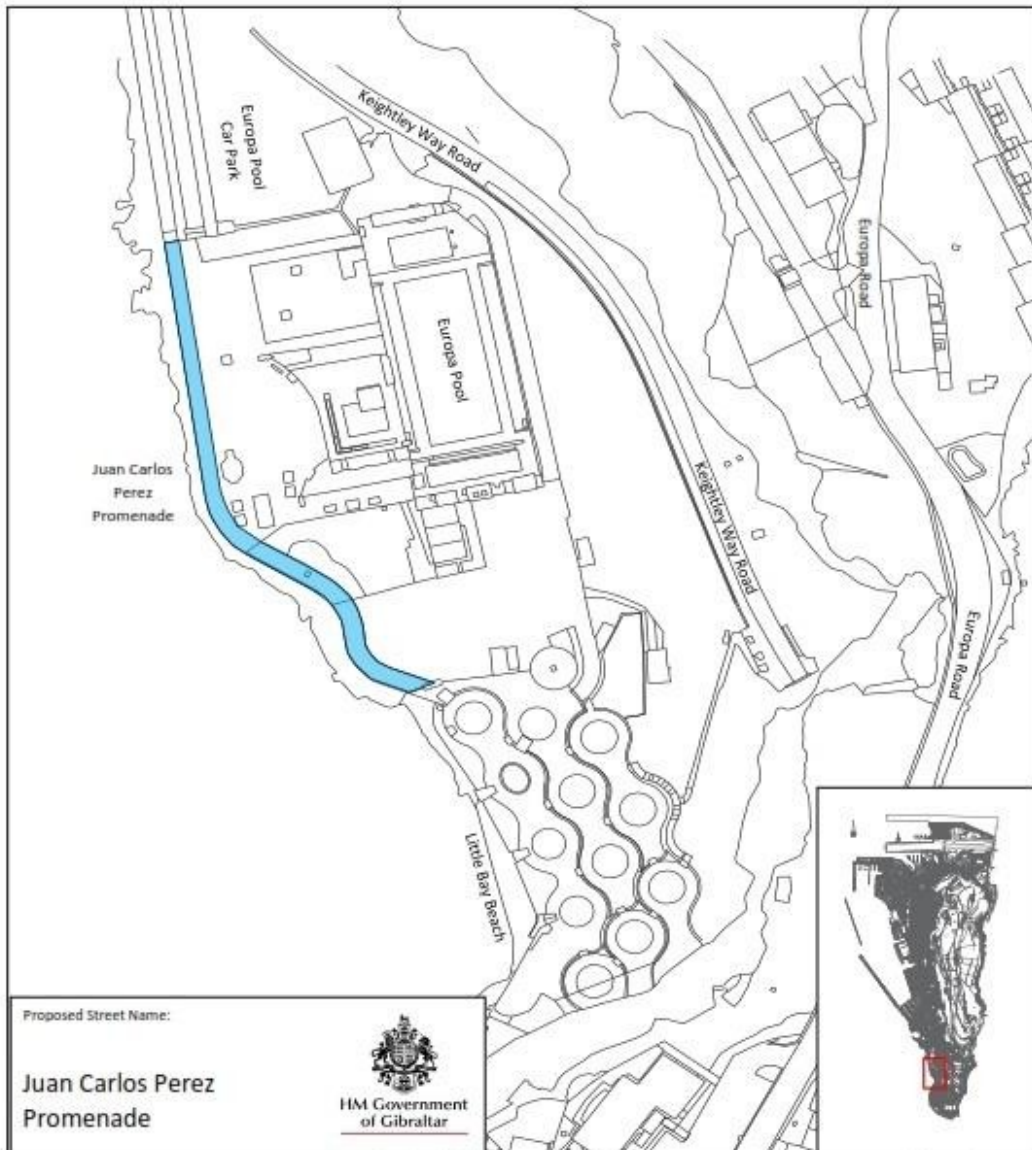 Europa Pool
Car Park
Keightley Way Road
Europa Road
Europa Pool
Juan Carlos
Perez
Promenade
Keightley Way Road
Europa Road
Little Bay Beach
Proposed Street Name:
Juan Carlos Perez
Promenade
HM Government
of Gibraltar